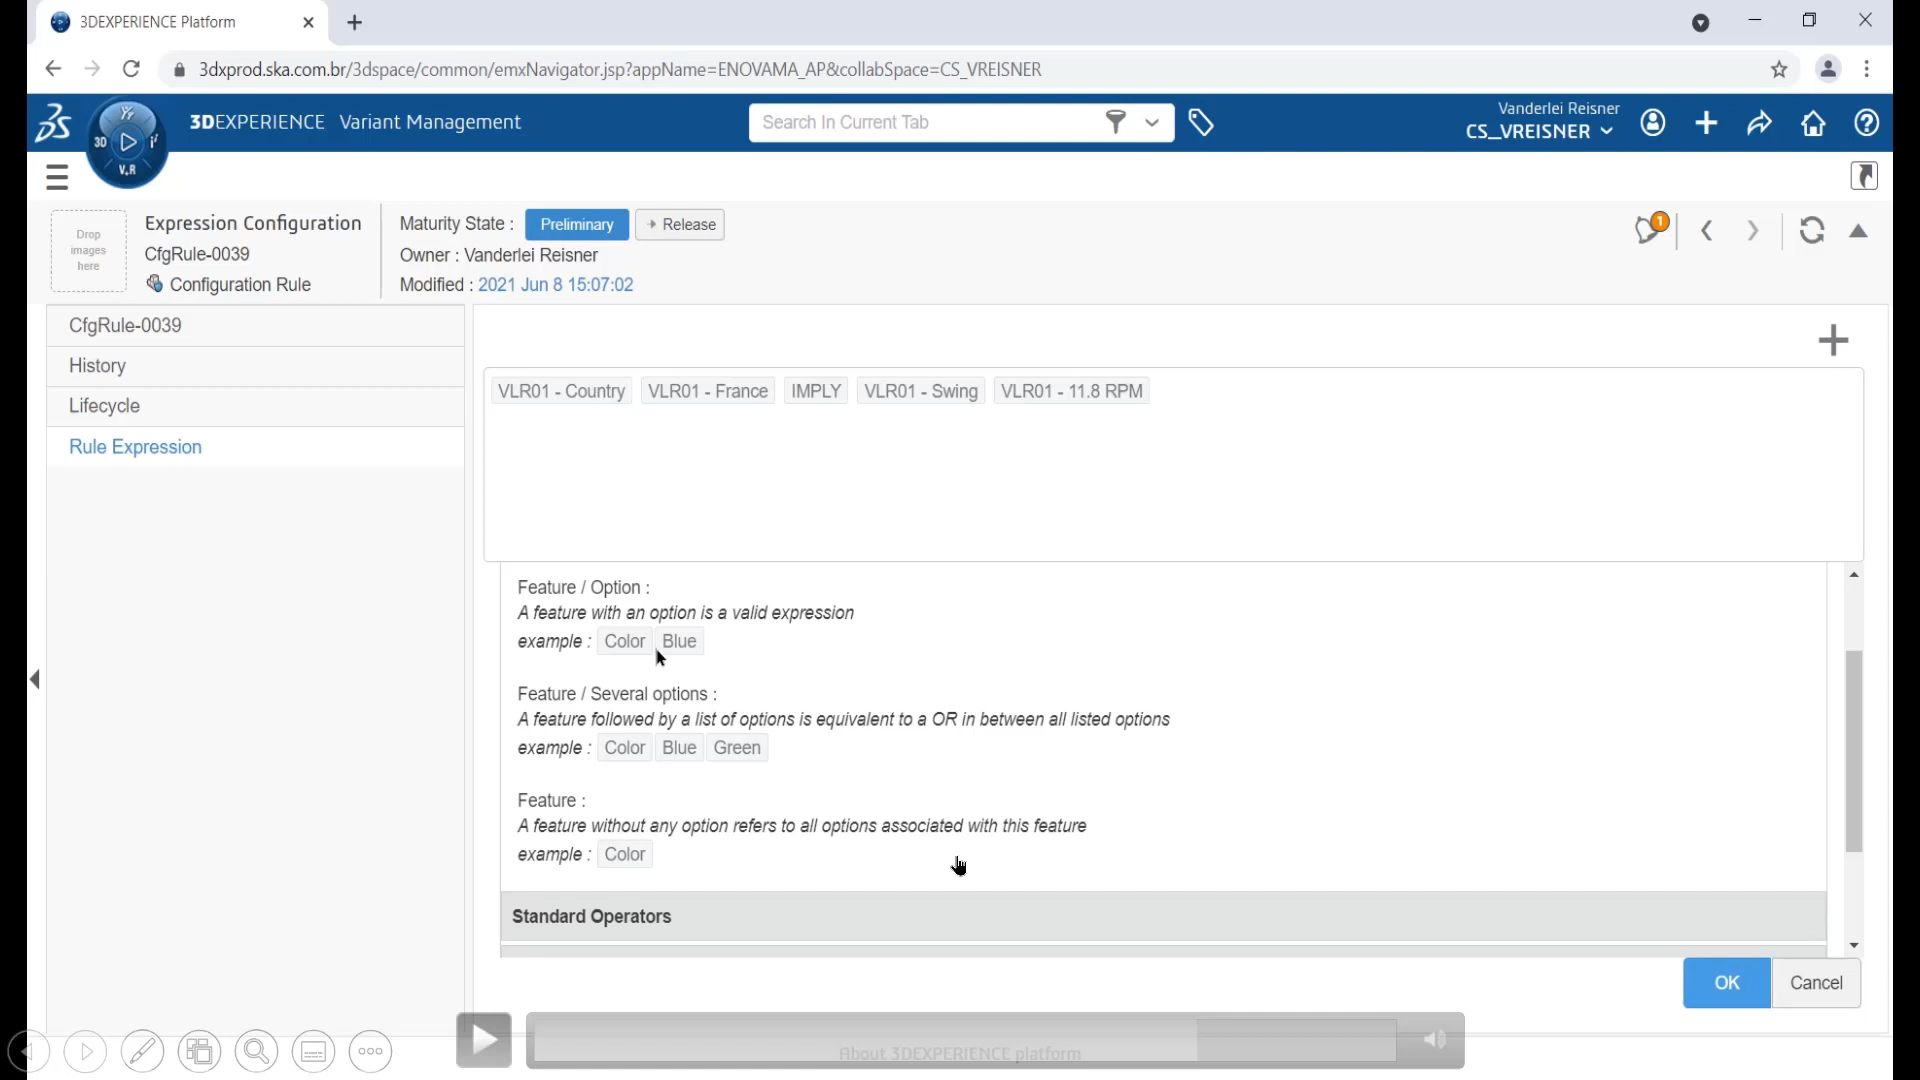 3DEXPERIENCE Platform
3dxprod.ska.com.br/3dspace/common/emxNavigator.jsp?appName=ENOVAMA_AP&collabSpace=CS_VREISNER
3DEXPERIENCE Variant Management
Search In Current Tab
Vanderlei Reisner
CS_VREISNER
3D
V.R
Drop
images
here
Expression Configuration
CfgRule-0039
Configuration Rule
Maturity State :
Preliminary
Release
Owner : Vanderlei Reisner
Modified : 2021 Jun 8 15:07:02
1
CfgRule-0039
History
Lifecycle
Rule Expression
VLR01 - Country VLR01 - France IMPLY VLR01 - Swing VLR01 - 11.8 RPM
Feature / Option :
A feature with an option is a valid expression
example : Color Blue
Feature / Several options :
A feature followed by a list of options is equivalent to a OR in between all listed options
example : Color Blue Green
Feature :
A feature without any option refers to all options associated with this feature
example : Color
Standard Operators
OK
Cancel
About 3DEXPERIENCE platform